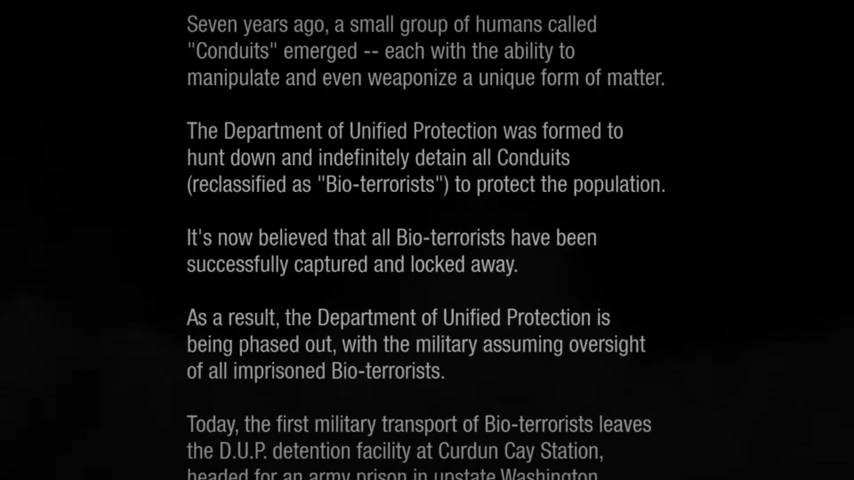 Seven years ago, a small group of humans called
"Conduits" emerged -- each with the ability to
manipulate and even weaponize a unique form of matter.
The Department of Unified Protection was formed to
hunt down and indefinitely detain all Conduits
(reclassified as "Bio-terrorists") to protect the population.
It's now believed that all Bio-terrorists have been
successfully captured and locked away.
As a result, the Department of Unified Protection is
being phased out, with the military assuming oversight
of all imprisoned Bio-terrorists.
Today, the first military transport of Bio-terrorists leaves
the D.U.P. detention facility at Curdun Cay Station,
headed for an army prison in upstate Washington